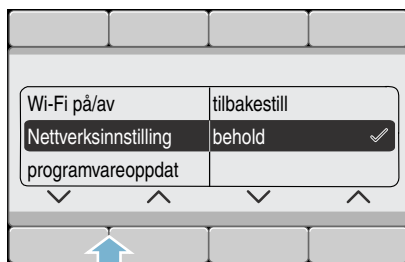 Wi-Fi på/av tilbakestill
Nettverksinnstilling behold
programvareoppdat